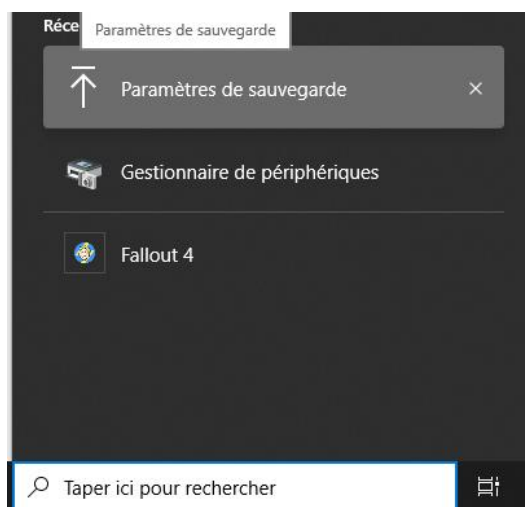 Réce
Paramètres de sauvegarde
Paramètres de sauvegarde
Gestionnaire de périphériques
Fallout 4
Taper ici pour rechercher